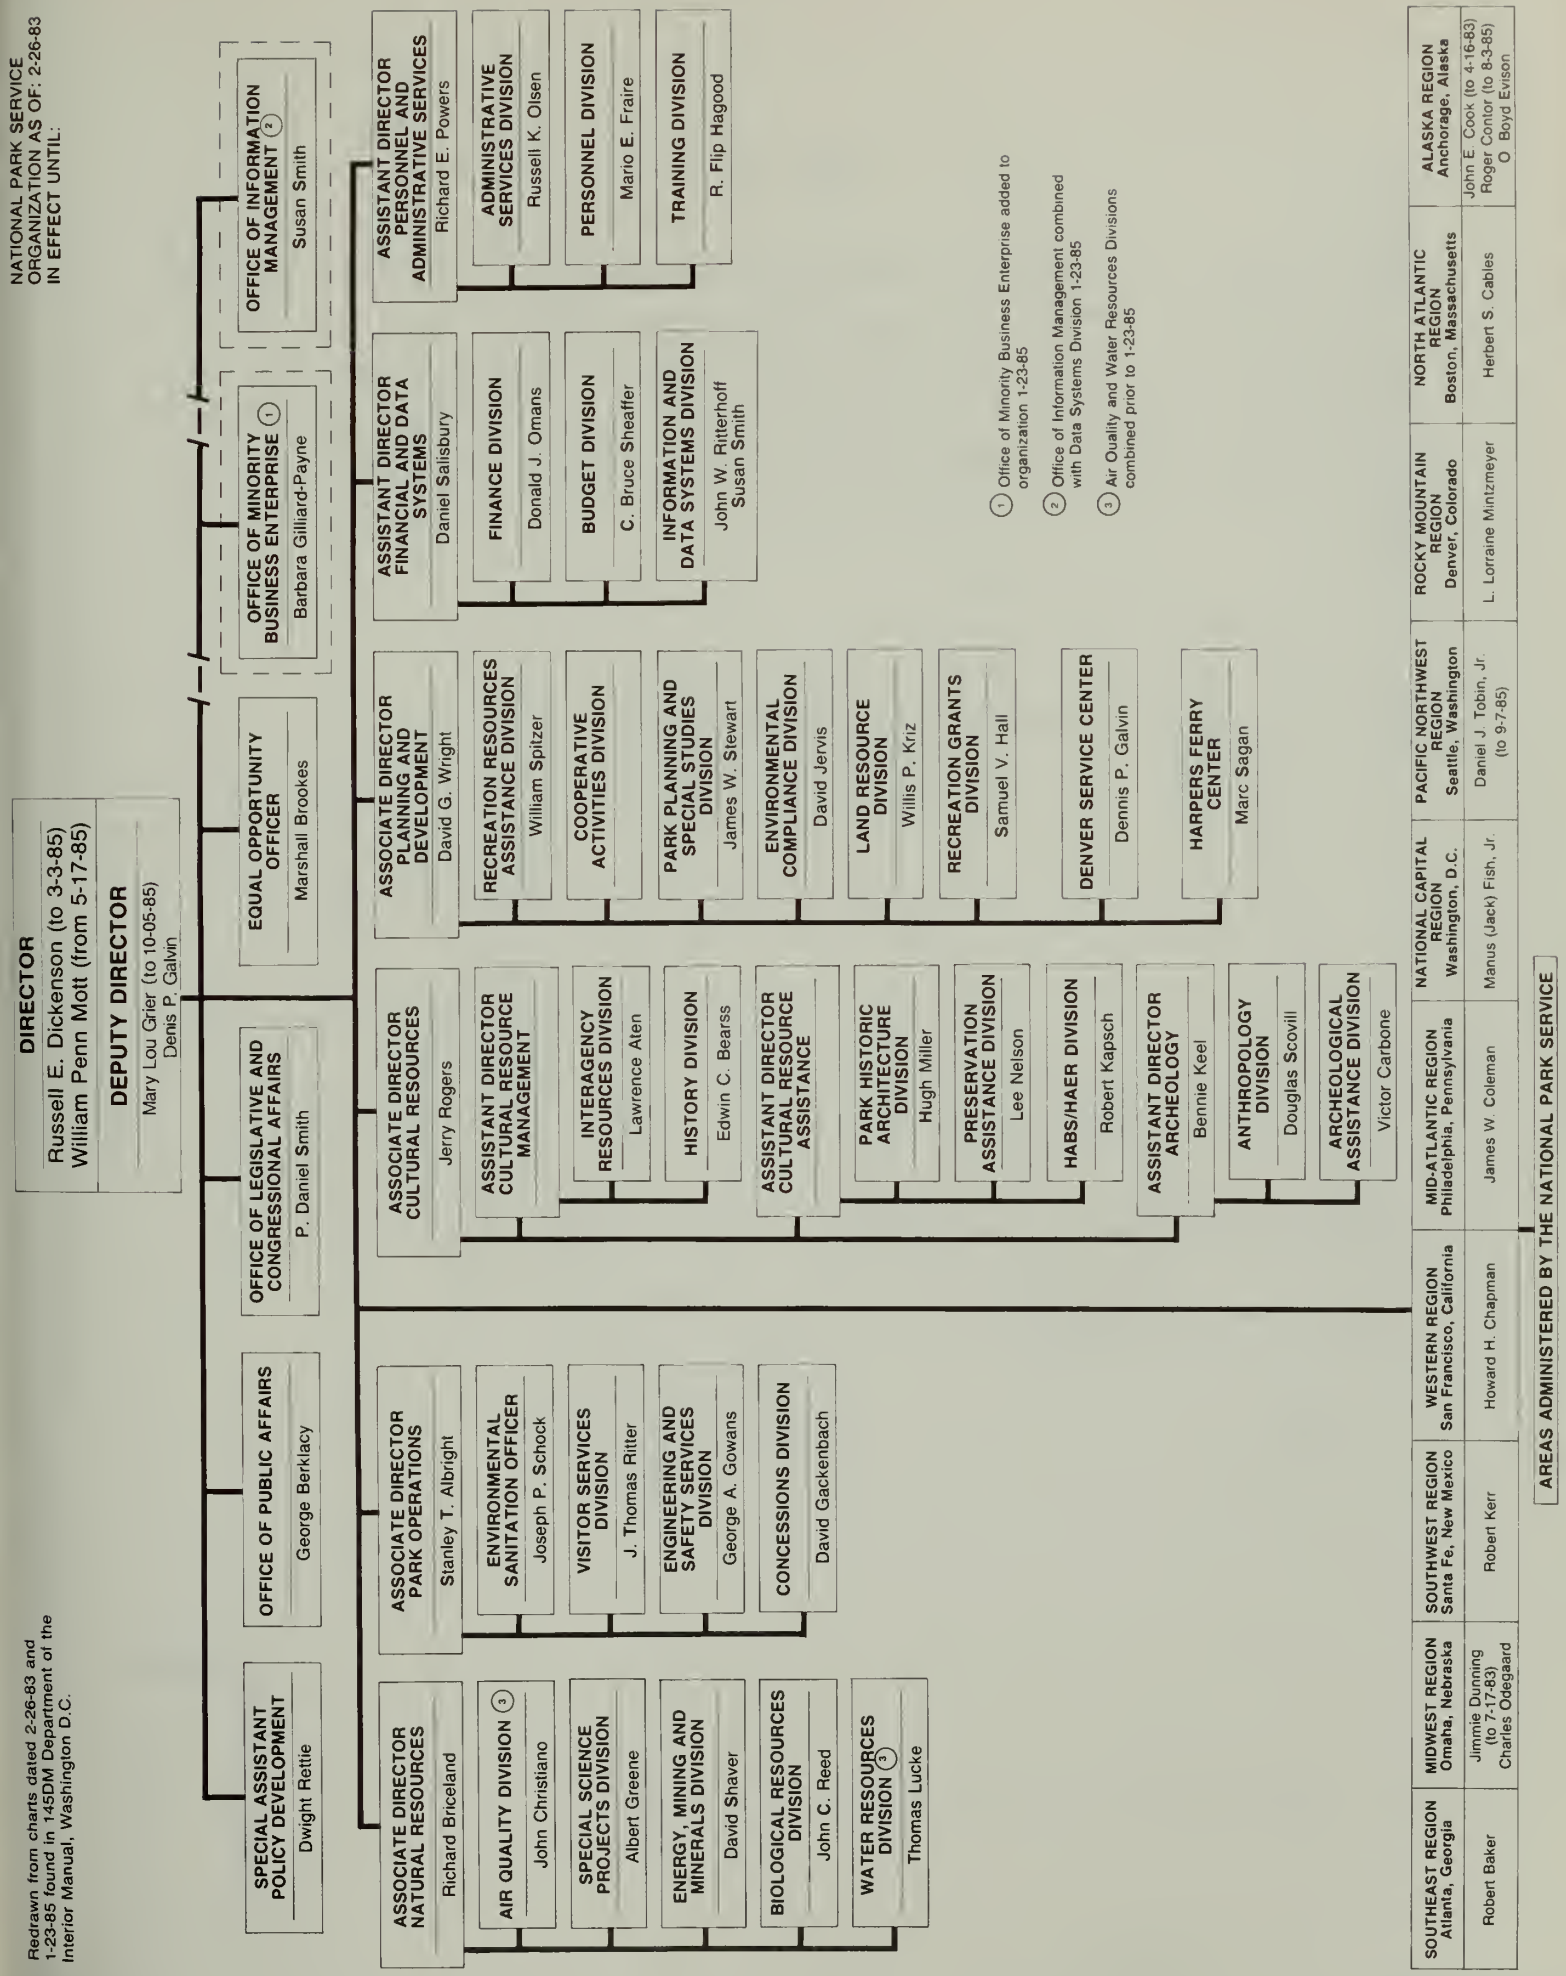 Redrawn from charts dated 2-26-83 and
1-23-85 found in 145DM Department of the
Interior Manual, Washington D.C.
NATIONAL PARK SERVICE
ORGANIZATION AS OF: 2-26-83
IN EFFECT UNTIL:
DIRECTOR
Russell E. Dickenson (to 3-3-85)
William Penn Mott (from 5-17-85)
DEPUTY DIRECTOR
Mary Lou Grier (to 10-05-85)
Denis P. Galvin
SPECIAL ASSISTANT
POLICY DEVELOPMENT
Dwight Rettie
OFFICE OF PUBLIC AFFAIRS
George Berklacy
OFFICE OF LEGISLATIVE AND
CONGRESSIONAL AFFAIRS
P. Daniel Smith
EQUAL OPPORTUNITY
OFFICER
Marshall Brookes
OFFICE OF MINORITY
BUSINESS ENTERPRISE 1
Barbara Gilliard-Payne
OFFICE OF INFORMATION
MANAGEMENT 2
Susan Smith
ASSOCIATE DIRECTOR
NATURAL RESOURCES
Richard Briceland
AIR QUALITY DIVISION 3
John Christiano
SPECIAL SCIENCE
PROJECTS DIVISION
Albert Greene
ENERGY, MINING AND
MINERALS DIVISION
David Shaver
BIOLOGICAL RESOURCES
DIVISION
John C. Reed
WATER RESOURCES
DIVISION 3
Thomas Lucke
ASSOCIATE DIRECTOR
PARK OPERATIONS
Stanley T. Albright
ENVIRONMENTAL
SANITATION OFFICER
Joseph P. Schock
VISITOR SERVICES
DIVISION
J. Thomas Ritter
ENGINEERING AND
SAFETY SERVICES
DIVISION
George A. Gowans
CONCESSIONS DIVISION
David Gackenbach
ASSOCIATE DIRECTOR
CULTURAL RESOURCES
Jerry Rogers
ASSISTANT DIRECTOR
CULTURAL RESOURCE
MANAGEMENT
INTERAGENCY
RESOURCES DIVISION
Lawrence Aten
HISTORY DIVISION
Edwin C. Bearss
ASSISTANT DIRECTOR
CULTURAL RESOURCE
ASSISTANCE
PARK HISTORIC
ARCHITECTURE
DIVISION
Hugh Miller
PRESERVATION
ASSISTANCE DIVISION
Lee Nelson
HABS/HAER DIVISION
Robert Kapsch
ASSISTANT DIRECTOR
ARCHEOLOGY
Bennie Keel
ANTHROPOLOGY
DIVISION
Douglas Scovill
ARCHEOLOGICAL
ASSISTANCE DIVISION
Victor Carbone
ASSOCIATE DIRECTOR
PLANNING AND
DEVELOPMENT
David G. Wright
RECREATION RESOURCES
ASSISTANCE DIVISION
William Spitzer
COOPERATIVE
ACTIVITIES DIVISION
PARK PLANNING AND
SPECIAL STUDIES
DIVISION
James W. Stewart
ENVIRONMENTAL
COMPLIANCE DIVISION
David Jervis
LAND RESOURCE
DIVISION
Willis P. Kriz
RECREATION GRANTS
DIVISION
Samuel V. Hall
DENVER SERVICE CENTER
Dennis P. Galvin
HARPERS FERRY
CENTER
Marc Sagan
ASSISTANT DIRECTOR
FINANCIAL AND DATA
SYSTEMS
Daniel Salisbury
FINANCE DIVISION
Donald J. Omans
BUDGET DIVISION
C. Bruce Sheaffer
INFORMATION AND
DATA SYSTEMS DIVISION
John W. Ritterhoff
Susan Smith
ASSISTANT DIRECTOR
PERSONNEL AND
ADMINISTRATIVE SERVICES
Richard E. Powers
ADMINISTRATIVE
SERVICES DIVISION
Russell K. Olsen
PERSONNEL DIVISION
Mario E. Fraire
TRAINING DIVISION
R. Flip Hagood
1 Office of Minority Business Enterprise added to
organization 1-23-85
2 Office of Information Management combined
with Data Systems Division 1-23-85
3 Air Quality and Water Resources Divisions
combined prior to 1-23-85
SOUTHEAST REGION
Atlanta, Georgia
Robert Baker
MIDWEST REGION
Omaha, Nebraska
Jimmie Dunning
(to 7-17-83)
Charles Odegaard
SOUTHWEST REGION
Santa Fe, New Mexico
Robert Kerr
WESTERN REGION
San Francisco, California
Howard H. Chapman
MID-ATLANTIC REGION
Philadelphia, Pennsylvania
James W. Coleman
NATIONAL CAPITAL
REGION
Washington, D.C.
Manus (Jack) Fish, Jr.
PACIFIC NORTHWEST
REGION
Seattle, Washington
Daniel J. Tobin, Jr.
(to 9-7-85)
ROCKY MOUNTAIN
REGION
Denver, Colorado
L. Lorraine Mintzmeyer
NORTH ATLANTIC
REGION
Boston, Massachusetts
Herbert S. Cables
ALASKA REGION
Anchorage, Alaska
John E. Cook (to 4-16-83)
Roger Contor (to 8-3-85)
O Boyd Evison
AREAS ADMINISTERED BY THE NATIONAL PARK SERVICE